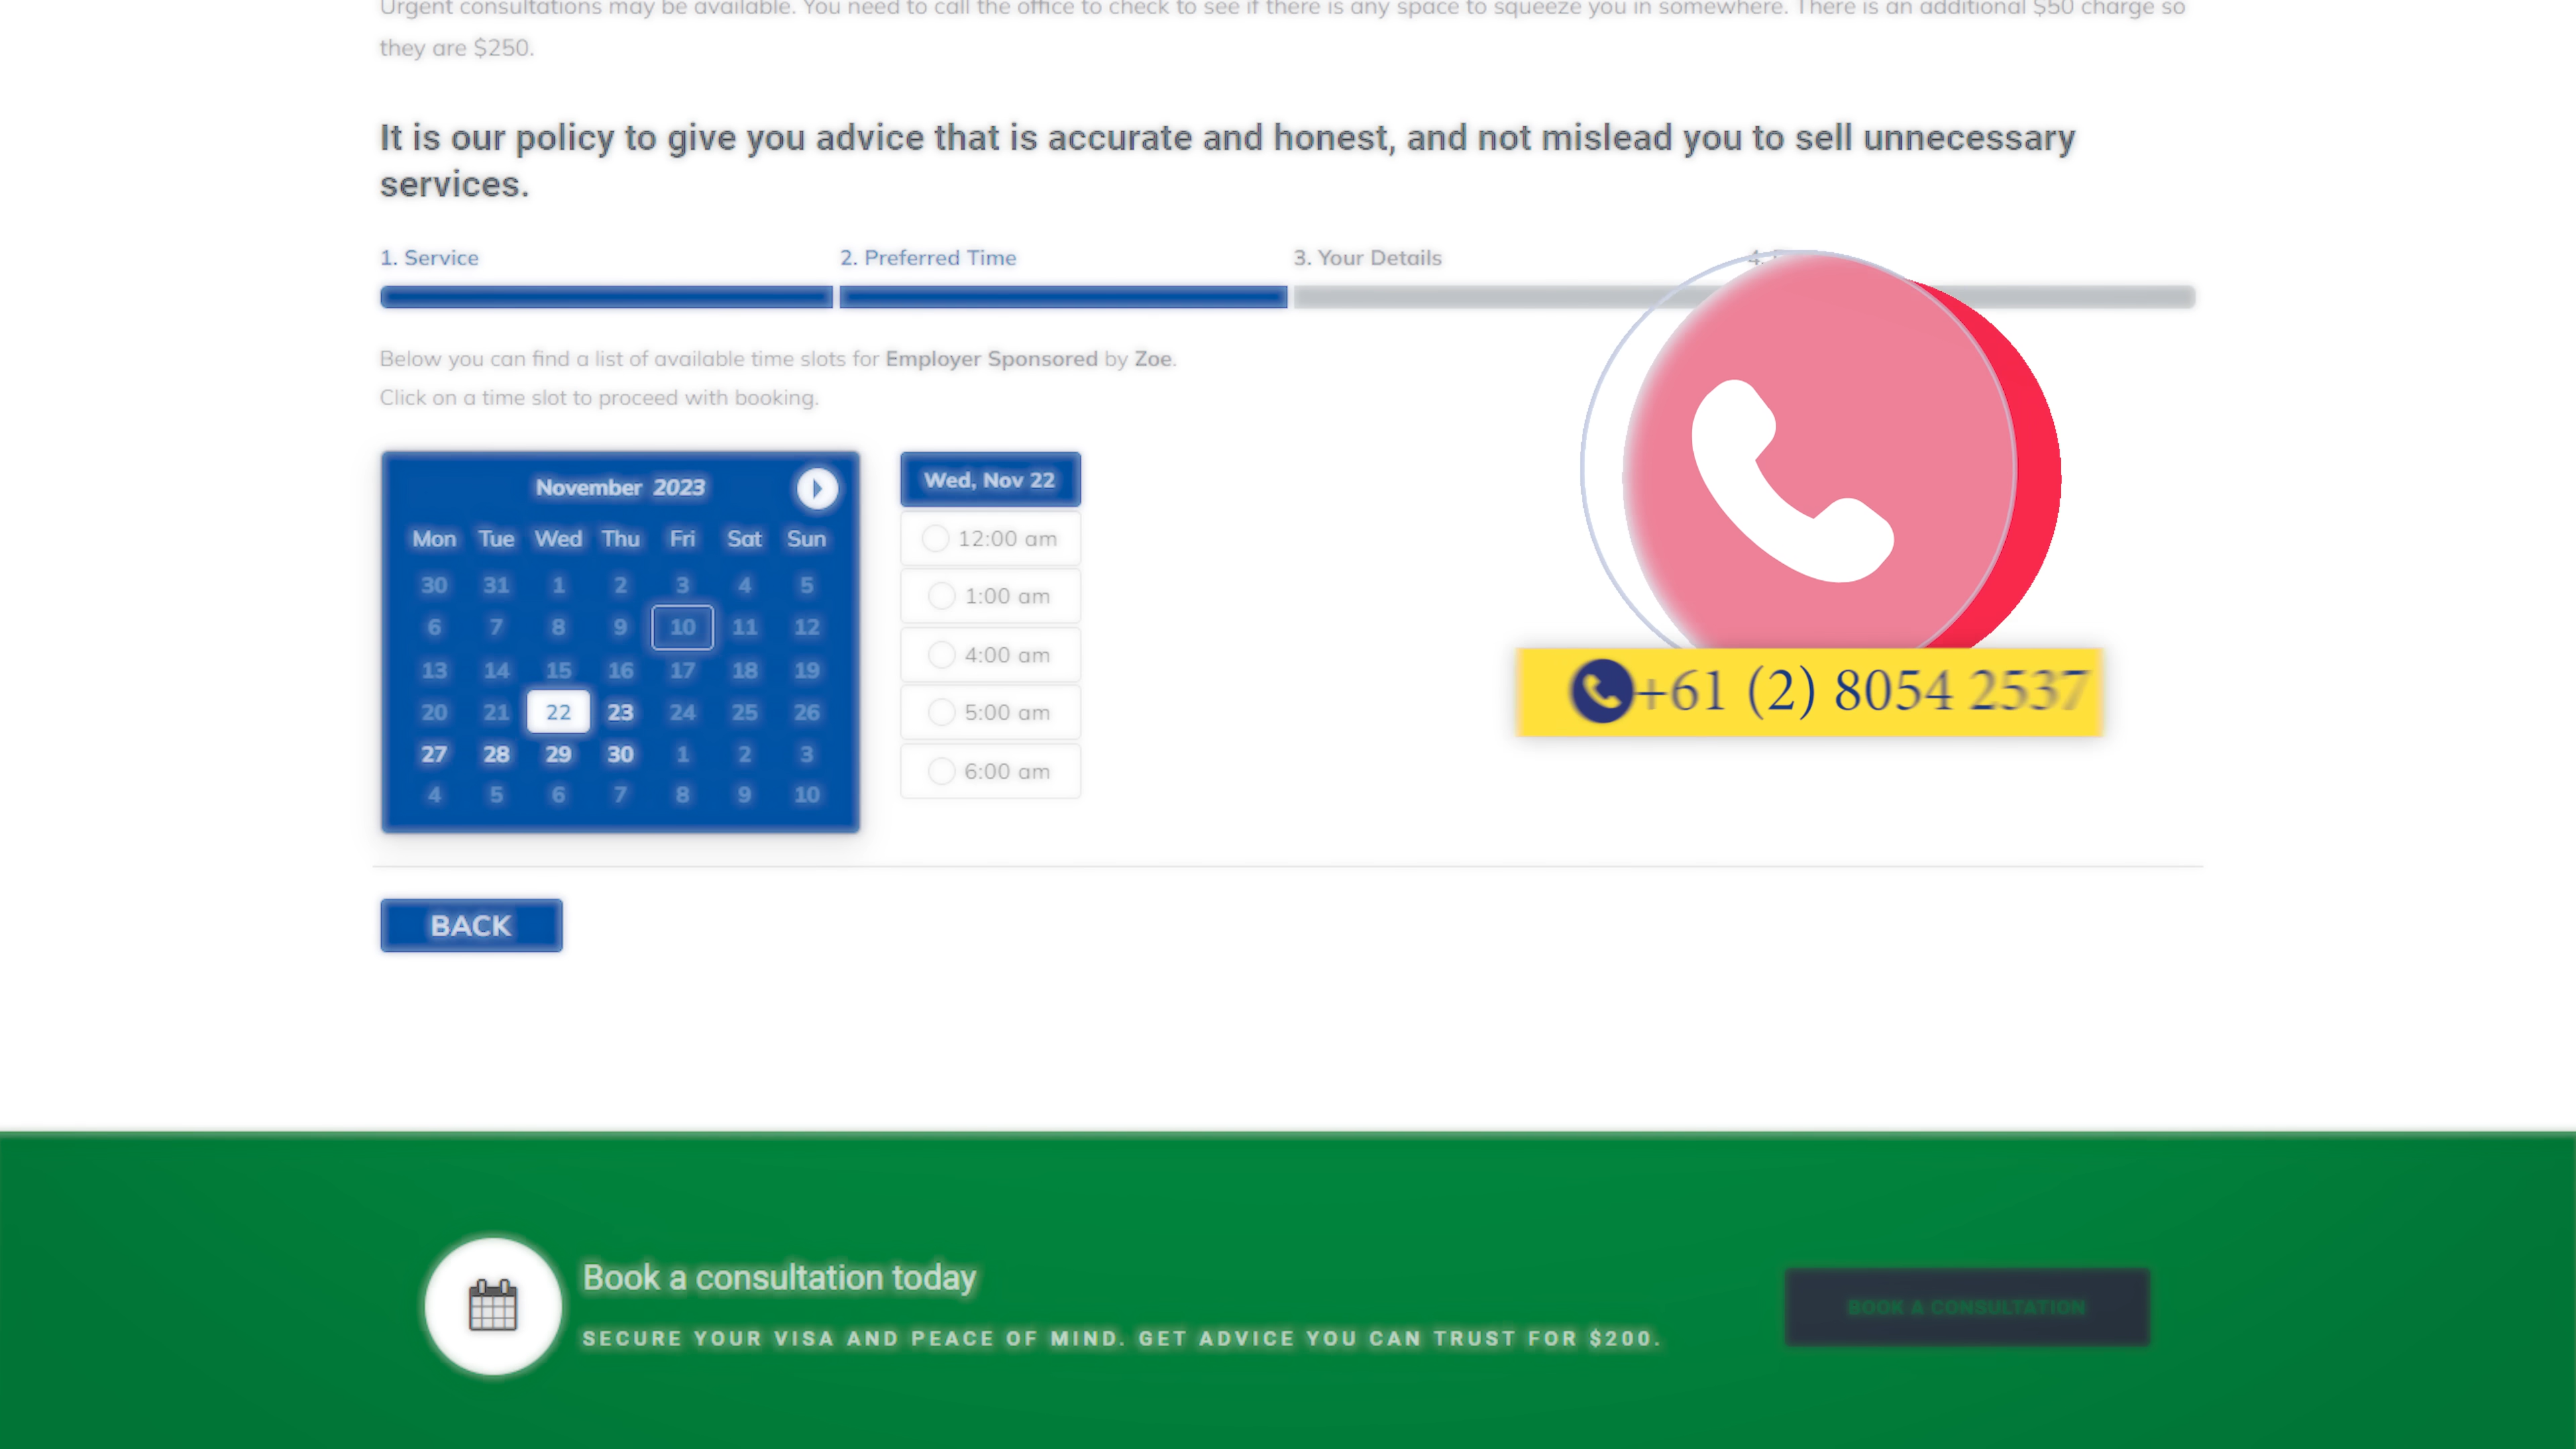 Urgent consultations may be available. You need to call the office to check to see if there is any space to squeeze you in somewhere. There is an additional $50 charge so
they are $250.
It is our policy to give you advice that is accurate and honest, and not mislead you to sell unnecessary
services.
1. Service
2. Preferred Time
3. Your Details
4.
Below you can find a list of available time slots for Employer Sponsored by Zoe.
Click on a time slot to proceed with booking.
November 2023
Mon Tue Wed Thu Fri Sat Sun
30 31 1 2 3 4 5
6 7 8 9 10 11 12
13 14 15 16 17 18 19
20 21 22 23 24 25 26
27 28 29 30 1 2 3
4 5 6 7 8 9 10
Wed, Nov 22
12:00 am
1:00 am
4:00 am
5:00 am
6:00 am
+61 (2) 8054 2537
BACK
Book a consultation today
SECURE YOUR VISA AND PEACE OF MIND. GET ADVICE YOU CAN TRUST FOR $200.
BOOK A CONSULTATION